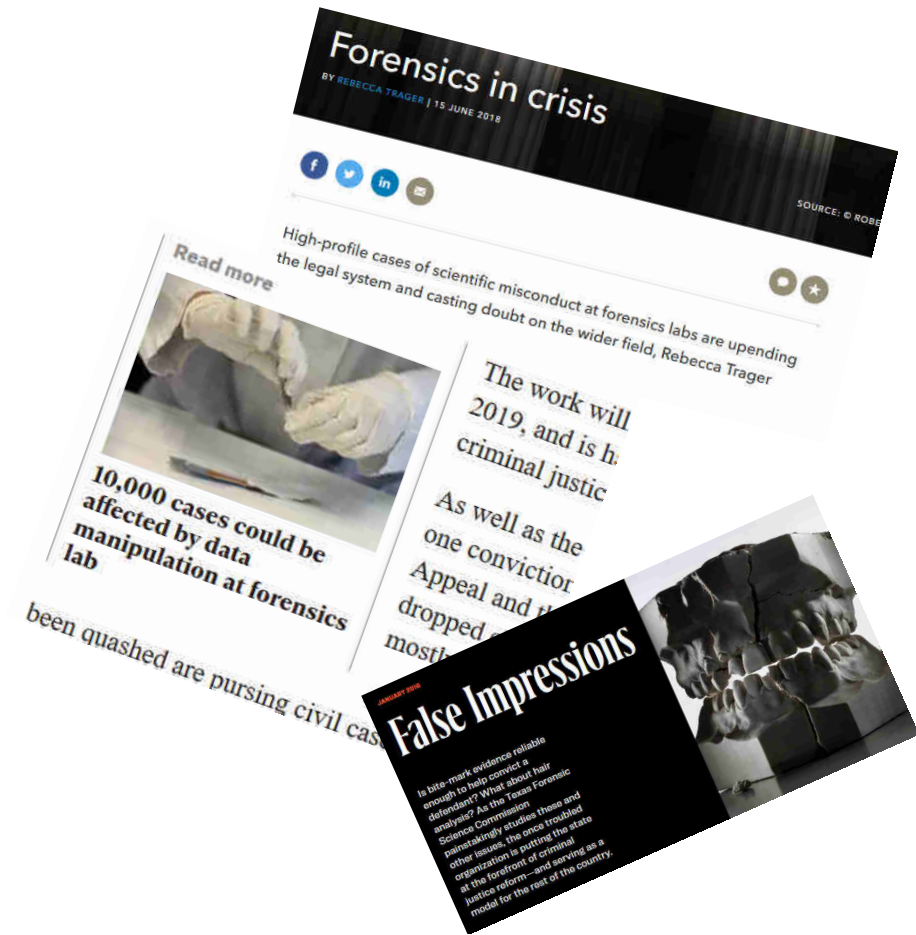 Forensics in crisis
BY REBECCA TRAGER | 15 JUNE 2018
SOURCE: © ROBE
f
in
High-profile cases of scientific misconduct at forensics labs are upending
the legal system and casting doubt on the wider field, Rebecca Trager
Read more
10,000 cases could be
affected by data
manipulation at forensics
lab
been quashed are pursing civil cas
The work will
2019, and is h
criminal justic
As well as the
one conviction
Appeal and th
dropped
mostl
JANUARY 2018
False Impressions
Is bite-mark evidence reliable
enough to help convict a
defendant? What about hair
analysis? As the Texas Forensic
Science Commission
painstakingly studies these and
other issues, the once troubled
organization is putting the state
at the forefront of criminal
justice reform—and serving as a
model for the rest of the country.